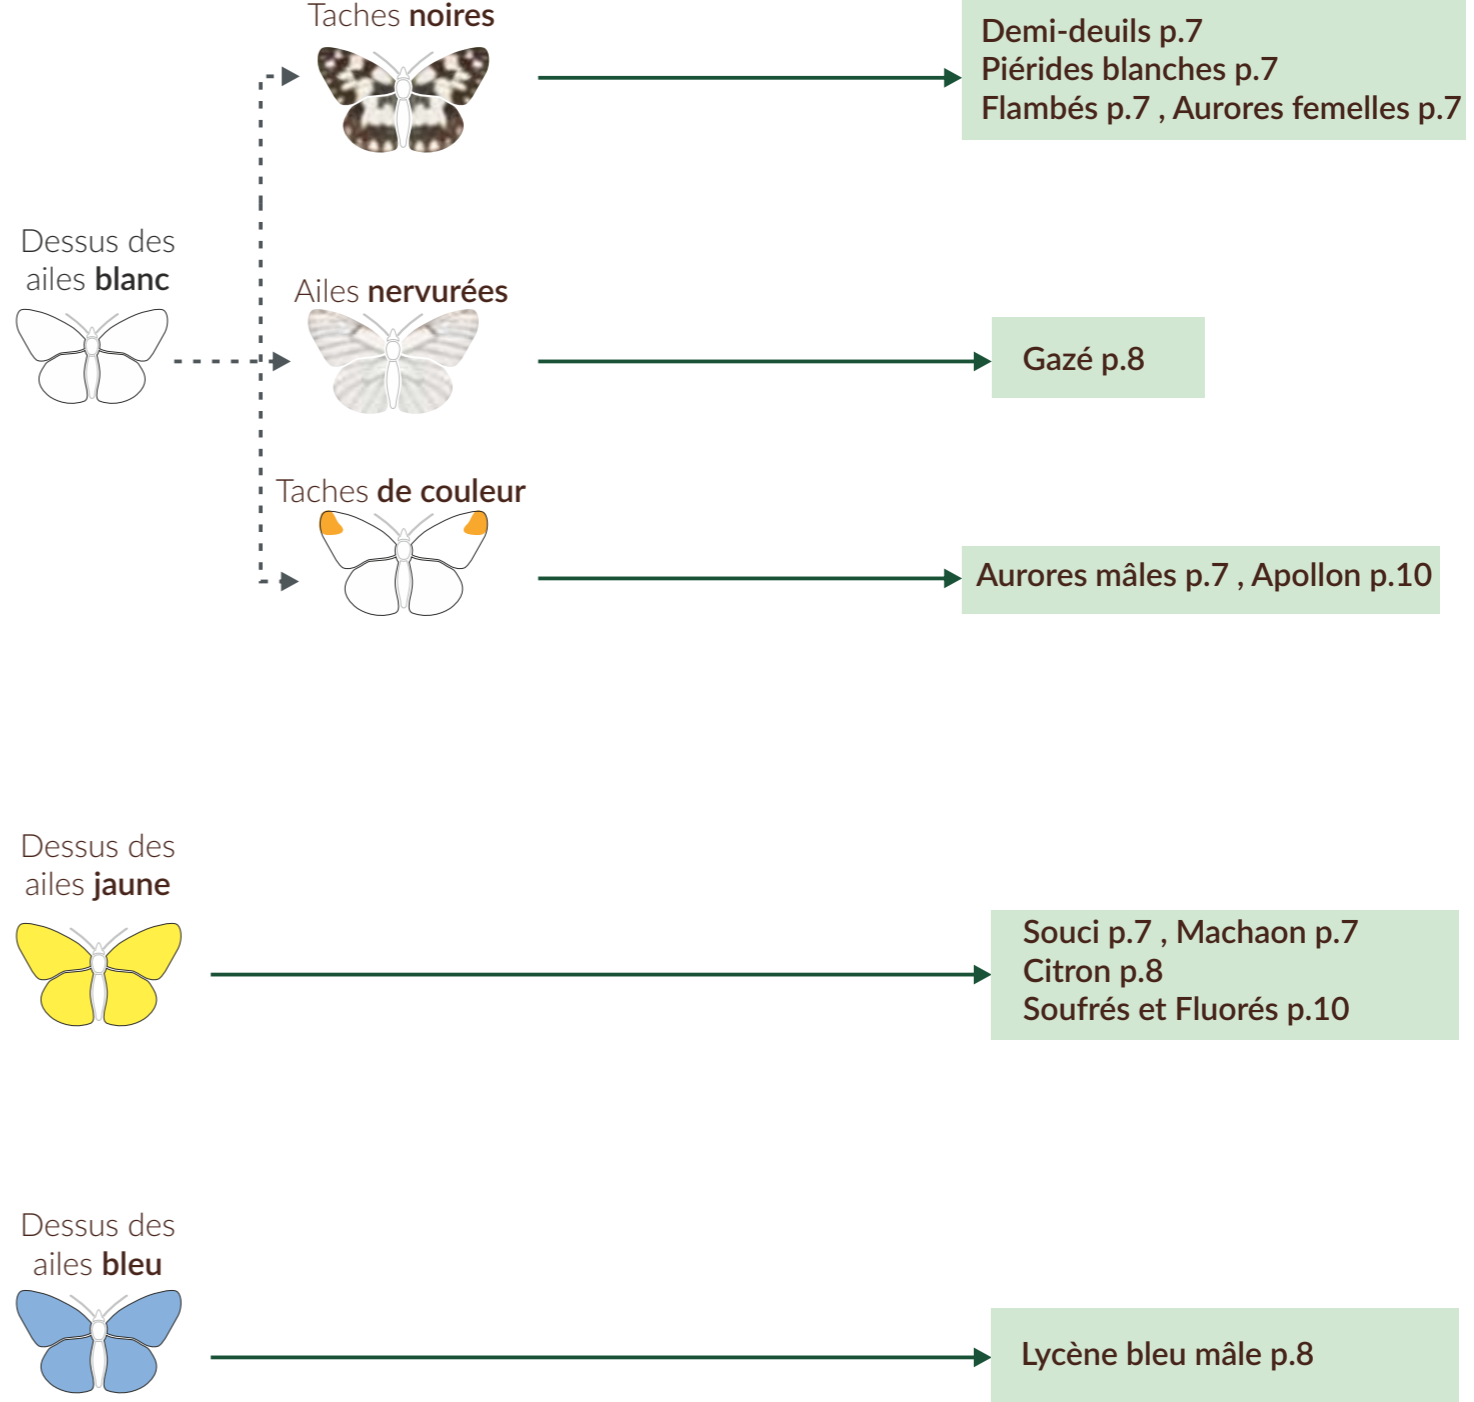 Taches noires
Demi-deuils p.7
Piérides blanches p.7
Flambés p.7 , Aurores femelles p.7
Dessus des
ailes blanc
Ailes nervurées
Gazé p.8
Taches de couleur
Aurores mâles p.7 , Apollon p.10
Dessus des
ailes jaune
Souci p.7 , Machaon p.7
Citron p.8
Soufrés et Fluorés p.10
Dessus des
ailes bleu
Lycène bleu mâle p.8